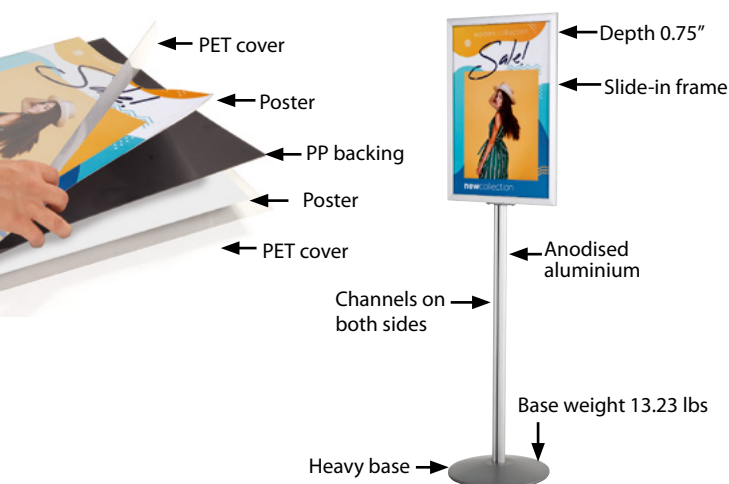 PET cover
Poster
PP backing
Poster
PET cover
Sale!
Depth 0.75"
Slide-in frame
Sale!
newcollection
Anodised
aluminium
Channels on
both sides
Base weight 13.23 lbs
Heavy base